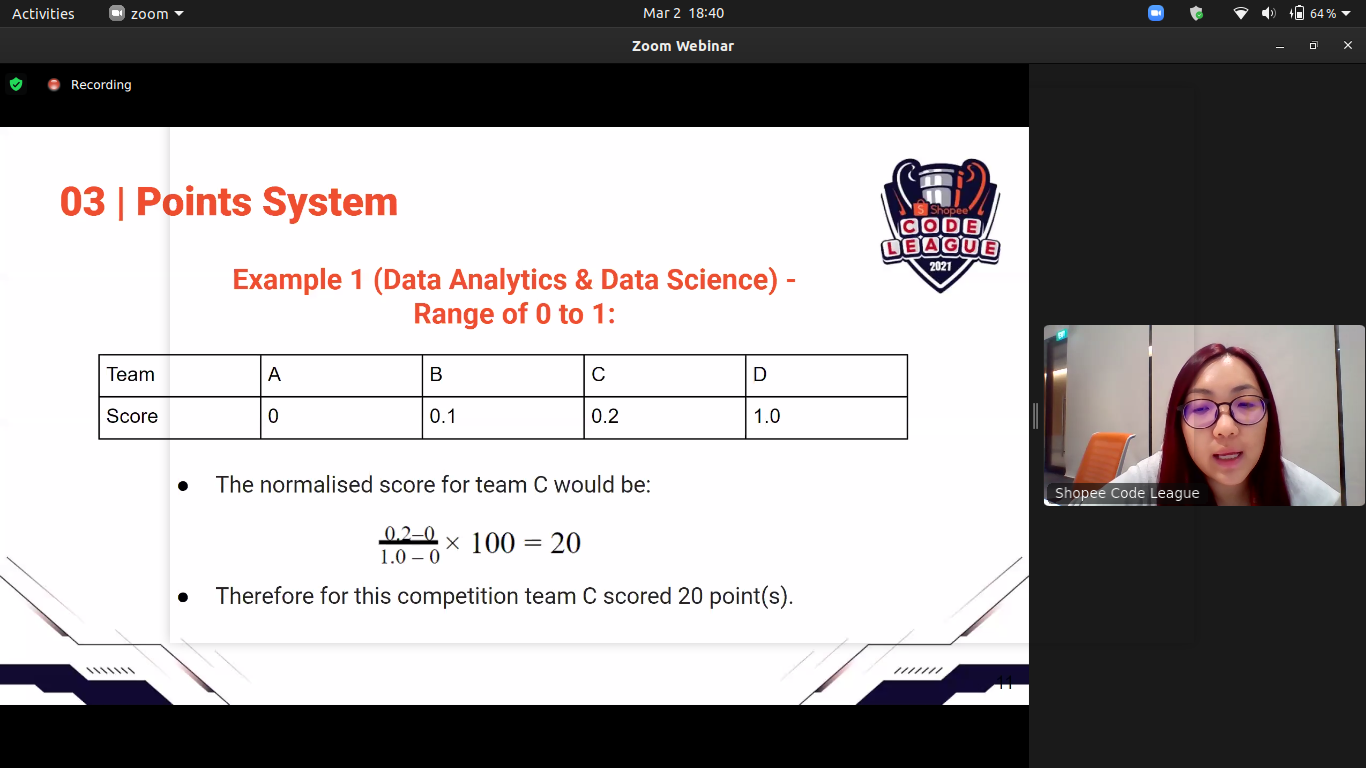 Activities zoom Mar 2 18:40 64 %
Zoom Webinar
Recording
03 | Points System
Shopee
CODE
LEAGUE
2021
Example 1 (Data Analytics & Data Science) -
Range of 0 to 1:
Team A B C D
Score 0 0.1 0.2 1.0
● The normalised score for team C would be:
0.2–0
1.0 – 0
× 100 = 20
● Therefore for this competition team C scored 20 point(s).
11
Shopee Code League